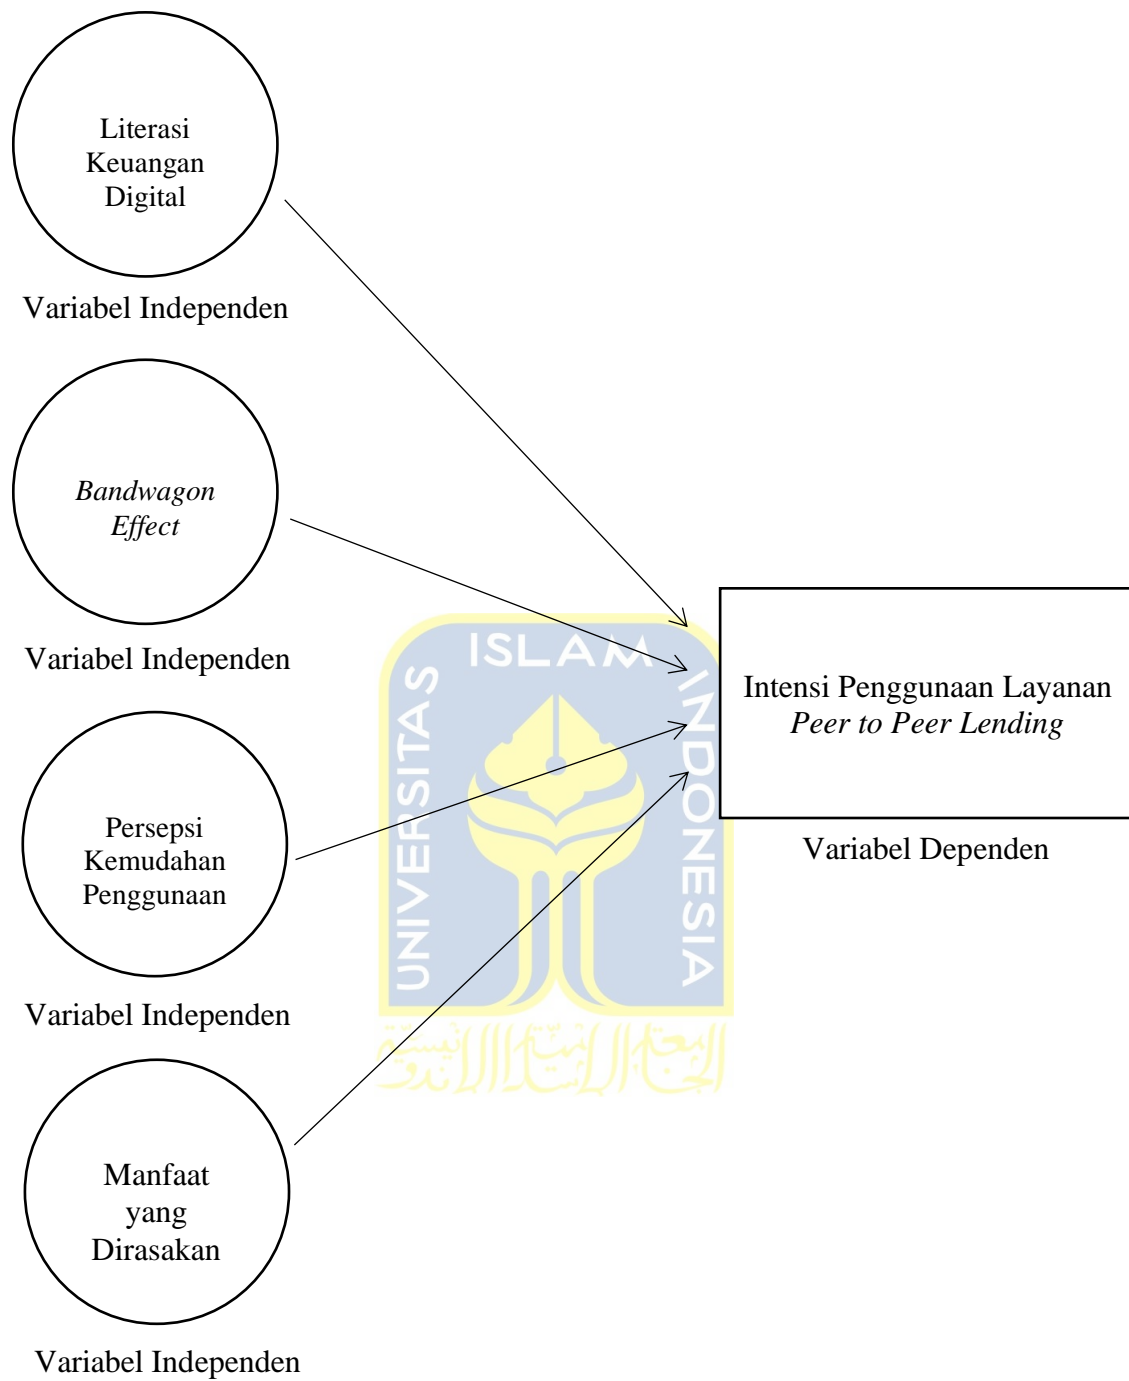 Literasi
Keuangan
Digital
Variabel Independen
Bandwagon
Effect
Variabel Independen
Persepsi
Kemudahan
Penggunaan
Variabel Independen
Manfaat
yang
Dirasakan
Variabel Independen
Intensi Penggunaan Layanan
Peer to Peer Lending
Variabel Dependen
UNIVERSITAS
ISLAM
INDONESIA